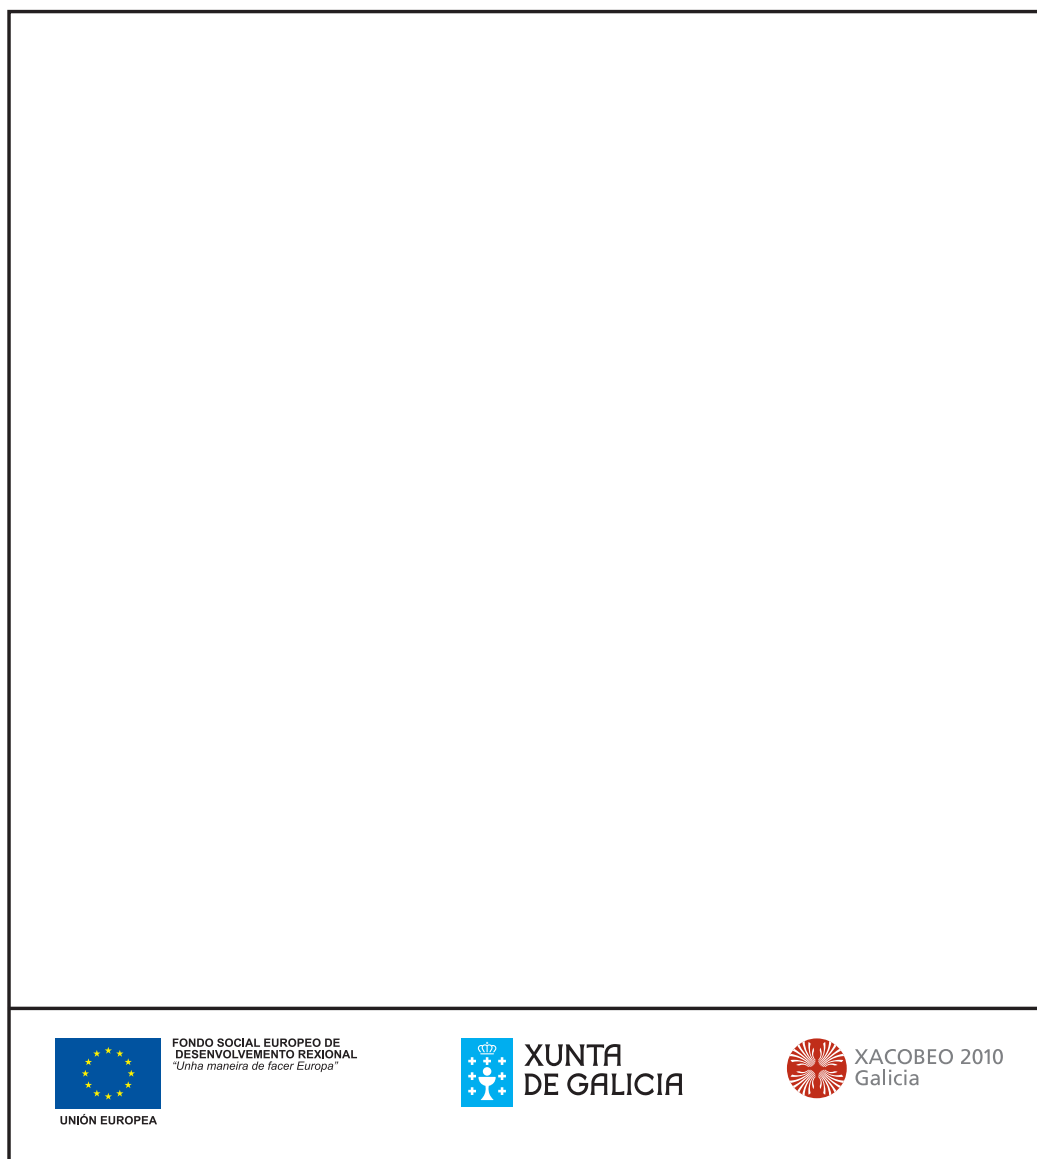 FONDO SOCIAL EUROPEO DE
DESENVOLVEMENTO REXIONAL
"Unha maneira de facer Europa"
UNIÓN EUROPEA
XUNTA
DE GALICIA
XACOBEO 2010
Galicia